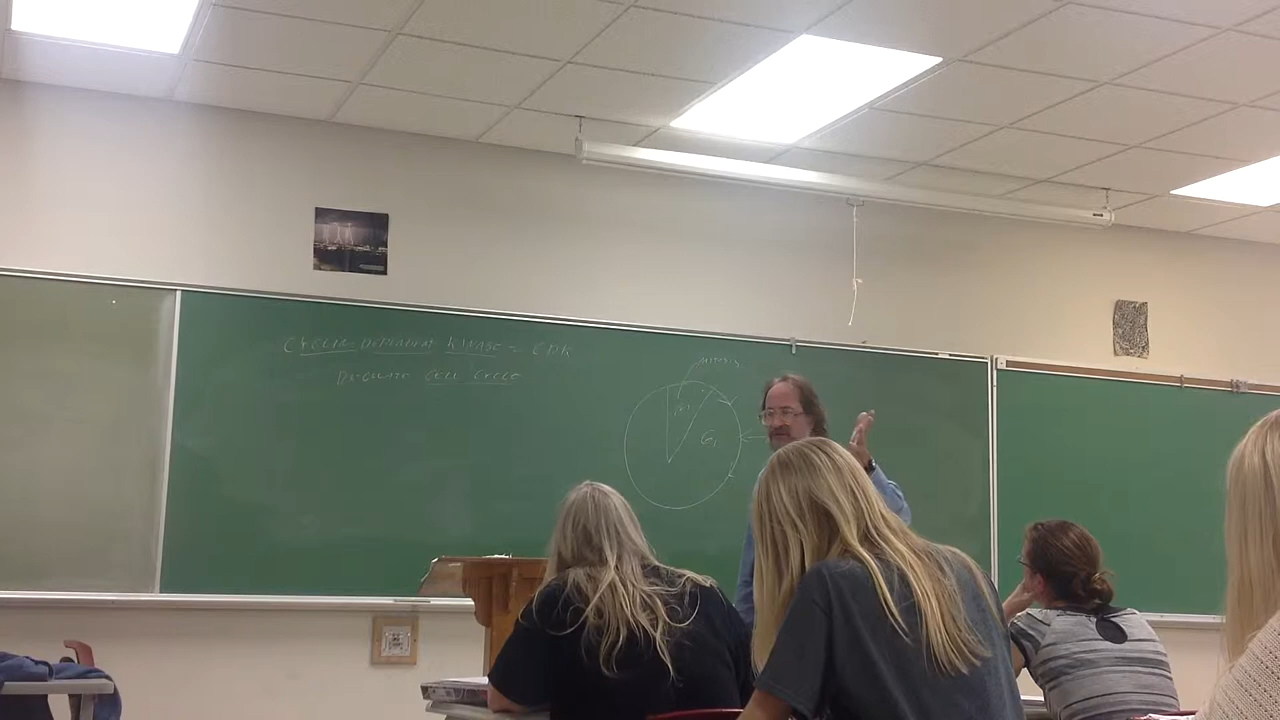 CYCLIN DEPENDENT KINASE = CDK
REGULATE CELL CYCLE
MITOSIS
M
G1